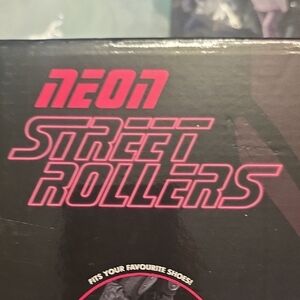 NEON
STREET
ROLLERS
FITS YOUR FAVOURITE SHOES!